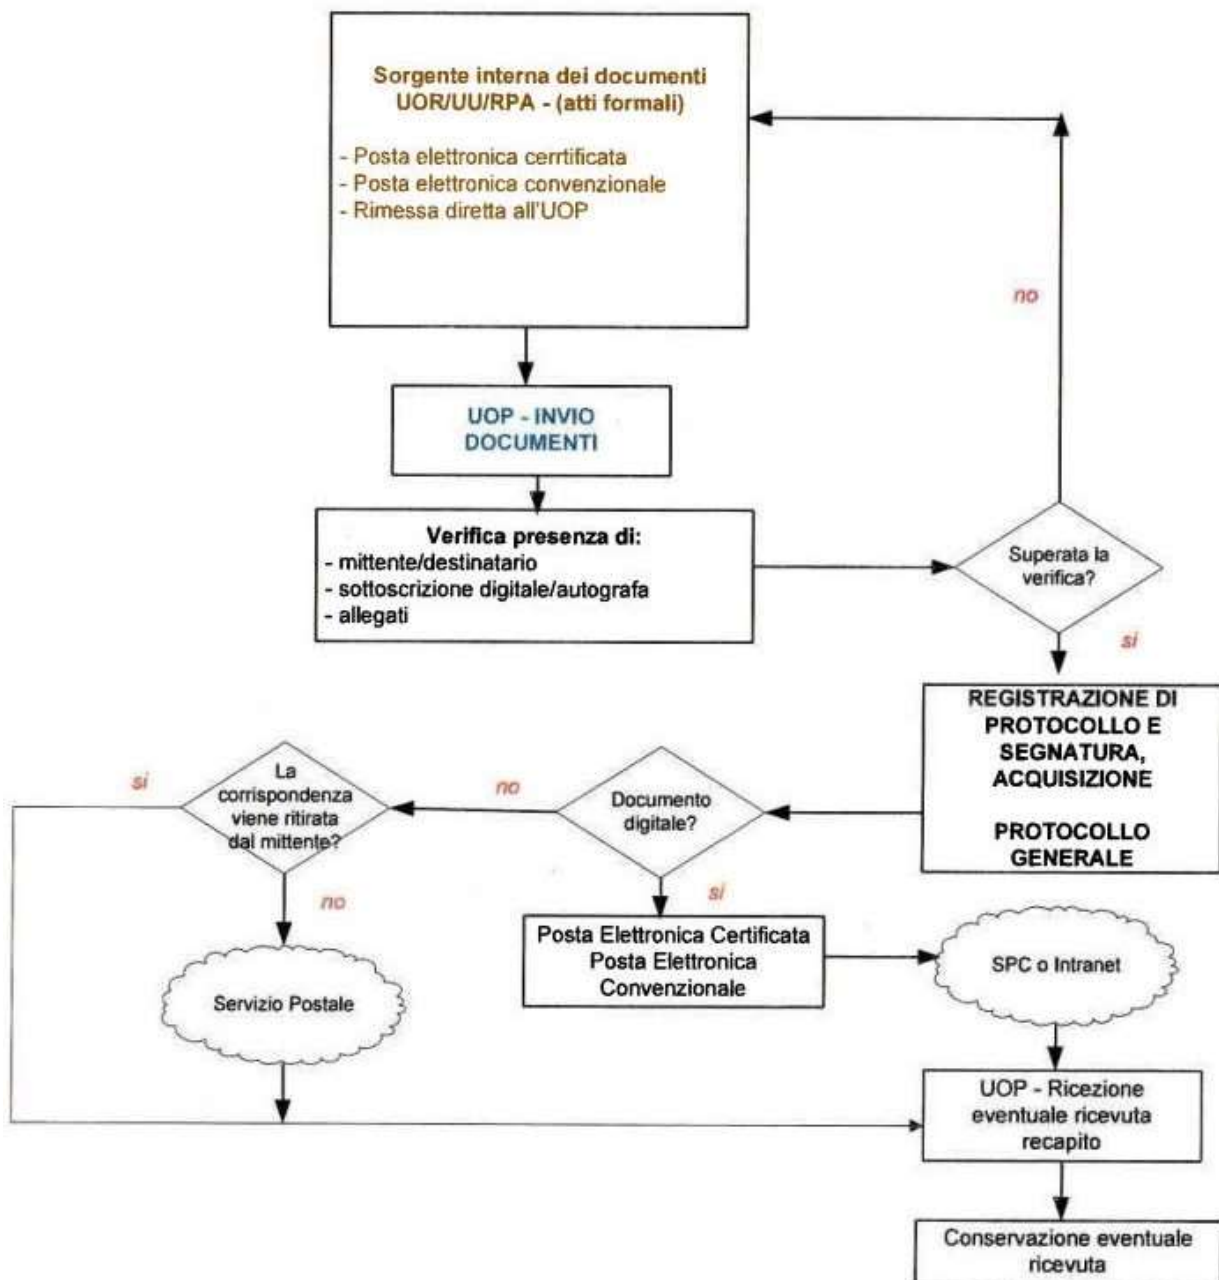 Sorgente interna dei documenti
UOR/UU/RPA - (atti formali)
- Posta elettronica cerrtificata
- Posta elettronica convenzionale
- Rimessa diretta all'UOP
no
UOP - INVIO
DOCUMENTI
Verifica presenza di:
- mittente/destinatario
- sottoscrizione digitale/autografa
- allegati
Superata la
verifica?
si
REGISTRAZIONE DI
PROTOCOLLO E
SEGNATURA,
ACQUISIZIONE
PROTOCOLLO
GENERALE
Documento
digitale?
no
La
corrispondenza
viene ritirata
dal mittente?
si
no
si
Posta Elettronica Certificata
Posta Elettronica
Convenzionale
SPC o Intranet
Servizio Postale
UOP - Ricezione
eventuale ricevuta
recapito
Conservazione eventuale
ricevuta